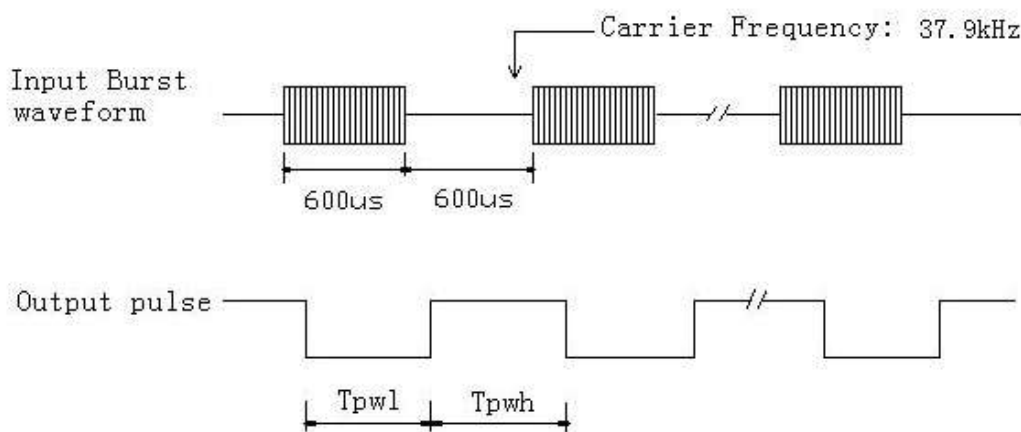 Carrier Frequency: 37.9kHz
Input Burst
waveform
600us
600us
Output pulse
Tpwl
Tpwh